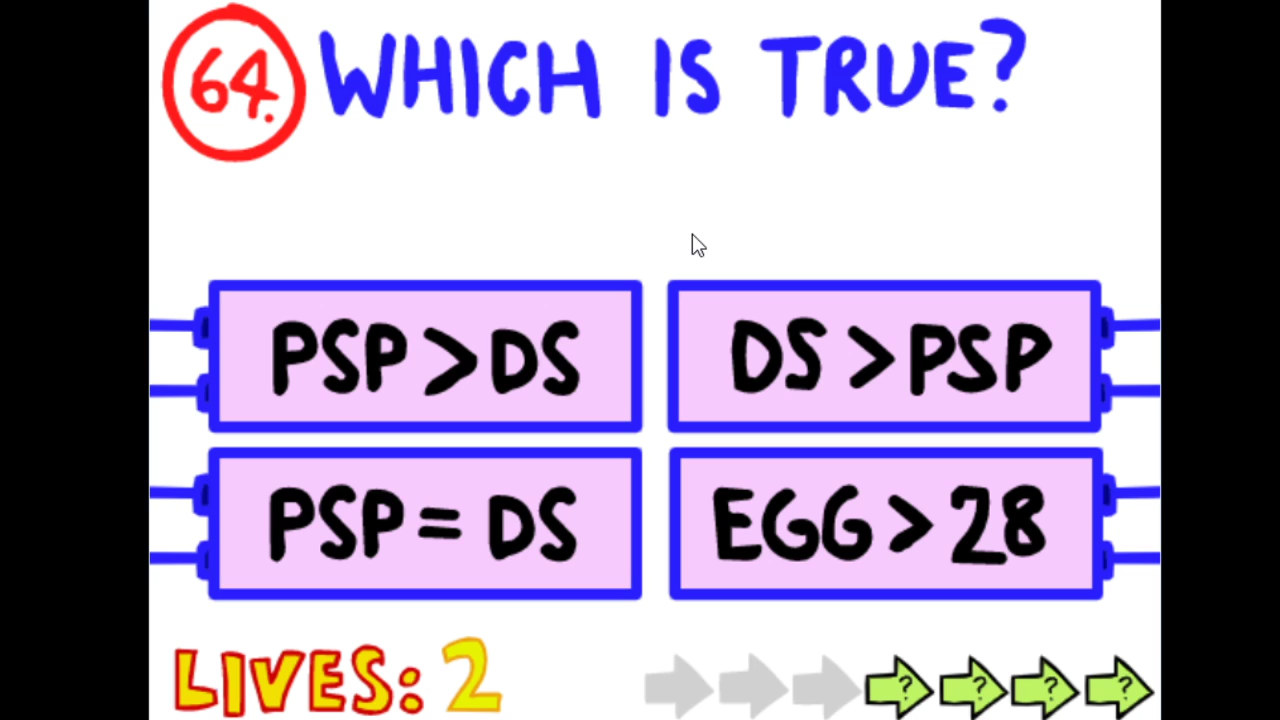 64. WHICH IS TRUE?
PSP > DS
DS > PSP
PSP = DS
EGG > 28
LIVES: 2
? ? ? ?